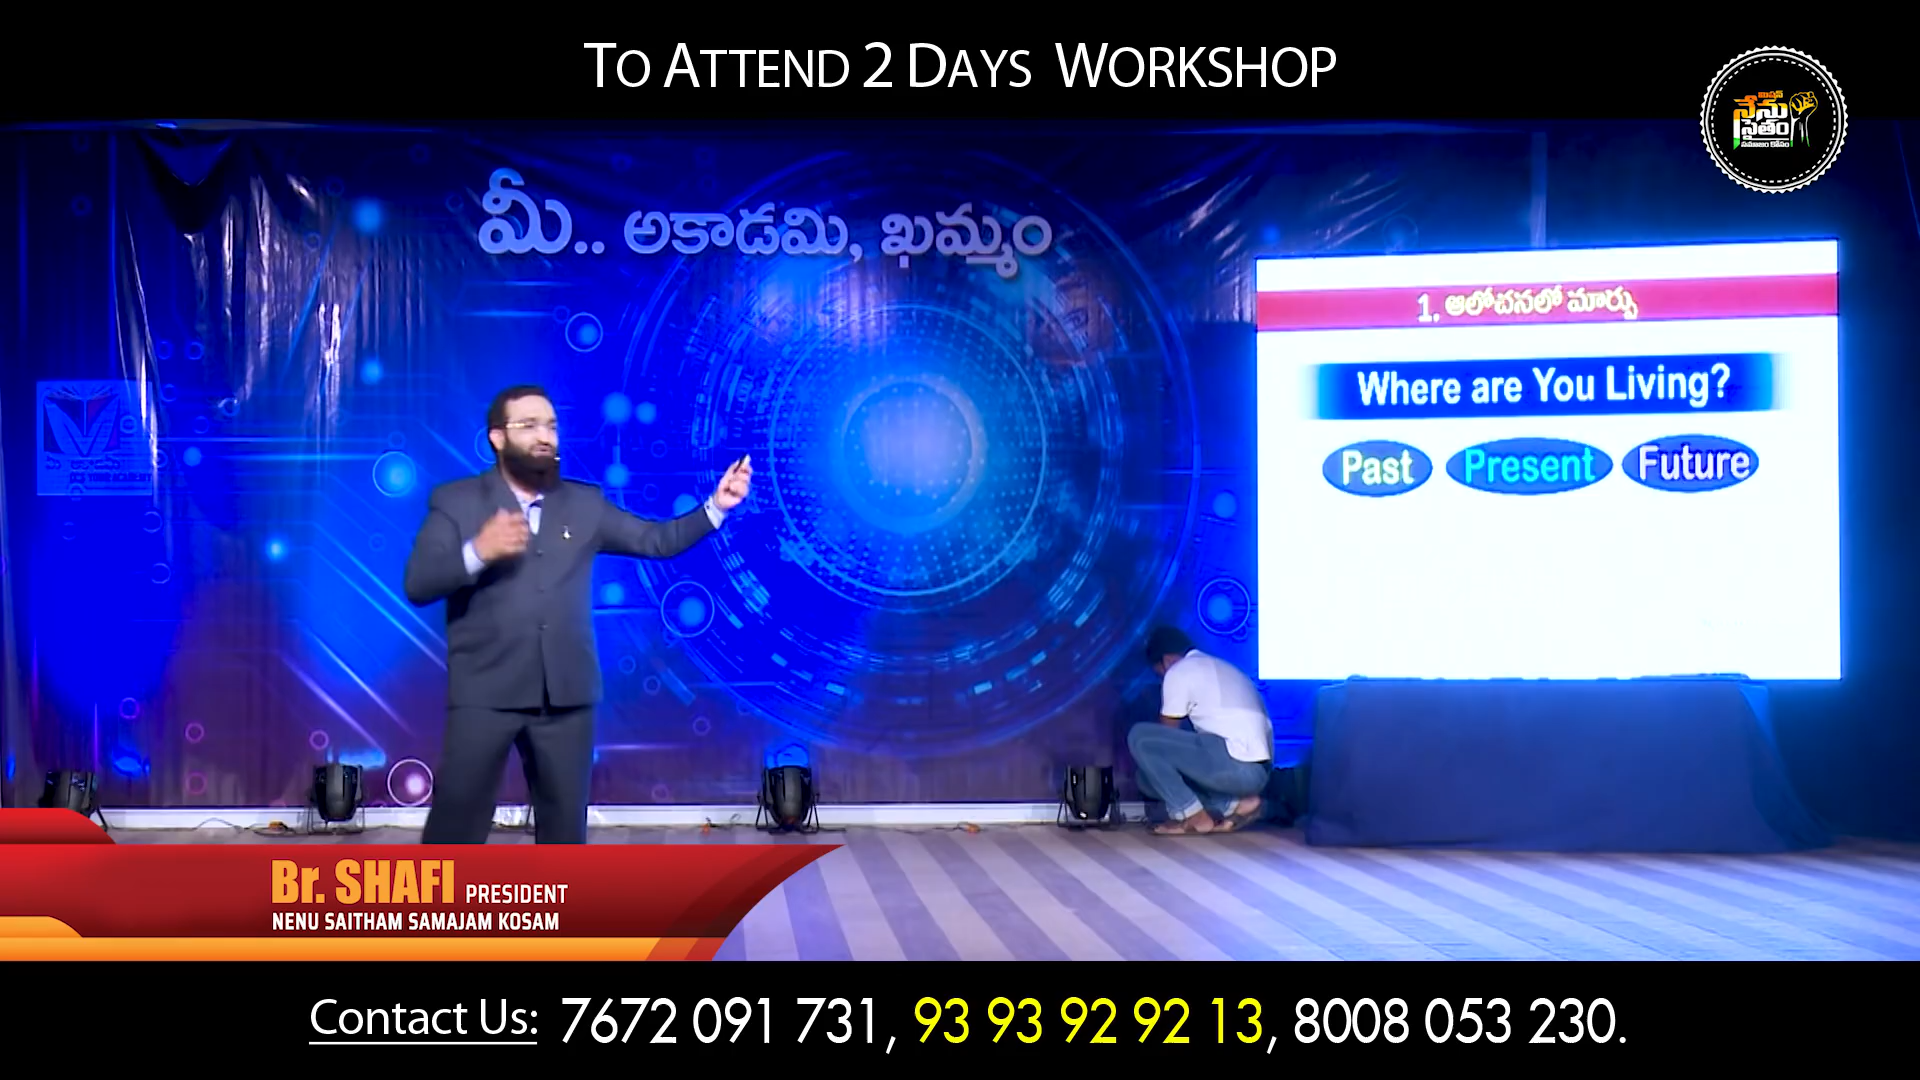 TO ATTEND 2 DAYS WORKSHOP
మిషన్
నేను
సైతం
సమాజం కోసం
మీ.. అకాడమి, ఖమ్మం
1. ఆలోచనలో మార్పు
Where are You Living?
Past Present Future
Br. SHAFI PRESIDENT
NENU SAITHAM SAMAJAM KOSAM
Contact Us: 7672 091 731, 93 93 92 92 13, 8008 053 230.